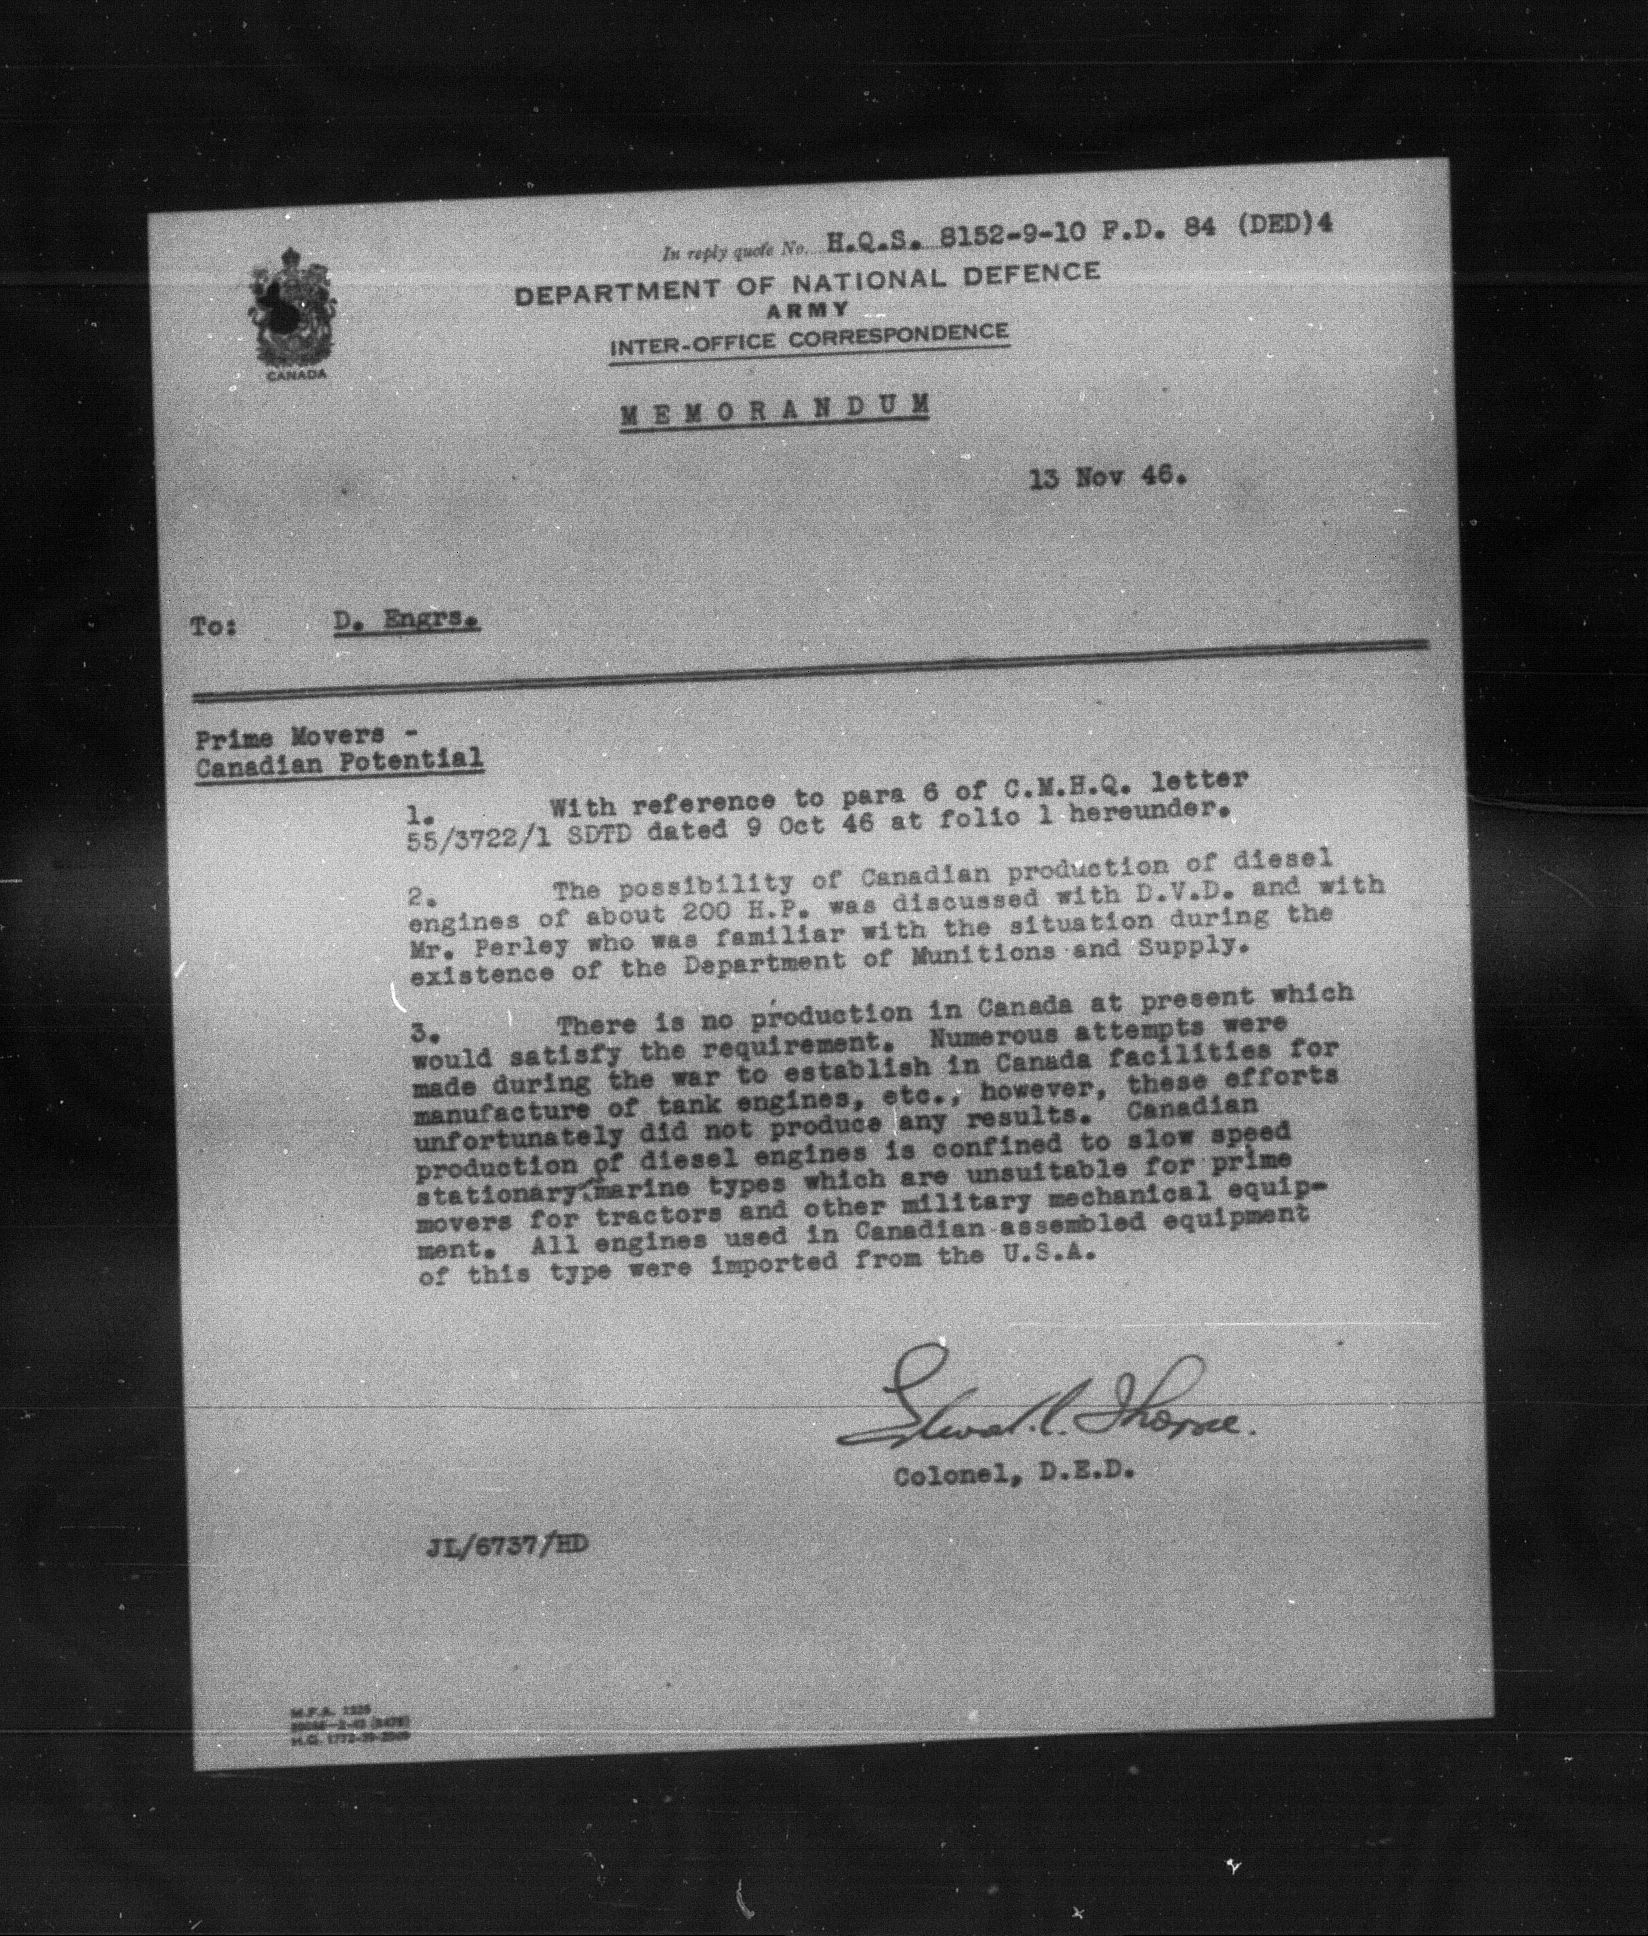 In reply quote No. H.Q.S. 8152-9-10 F.D. 84 (DED)4
DEPARTMENT OF NATIONAL DEFENCE
ARMY
INTER-OFFICE CORRESPONDENCE
CANADA
MEMORANDUM
13 Nov 46.
To: D. Engrs.
Prime Movers -
Canadian Potential
1. With reference to para 6 of C.M.H.Q. letter
55/3722/1 SDTD dated 9 Oct 46 at folio 1 hereunder.
2. The possibility of Canadian production of diesel
engines of about 200 H.P. was discussed with D.V.D. and with
Mr. Perley who was familiar with the situation during the
existence of the Department of Munitions and Supply.
3. There is no production in Canada at present which
would satisfy the requirement. Numerous attempts were
made during the war to establish in Canada facilities for
manufacture of tank engines, etc., however, these efforts
unfortunately did not produce any results. Canadian
production of diesel engines is confined to slow speed
stationary marine types which are unsuitable for prime
movers for tractors and other military mechanical equip-
ment. All engines used in Canadian assembled equipment
of this type were imported from the U.S.A.
Thorne.
Colonel, D.E.D.
JL/6737/HD
M.F.A.